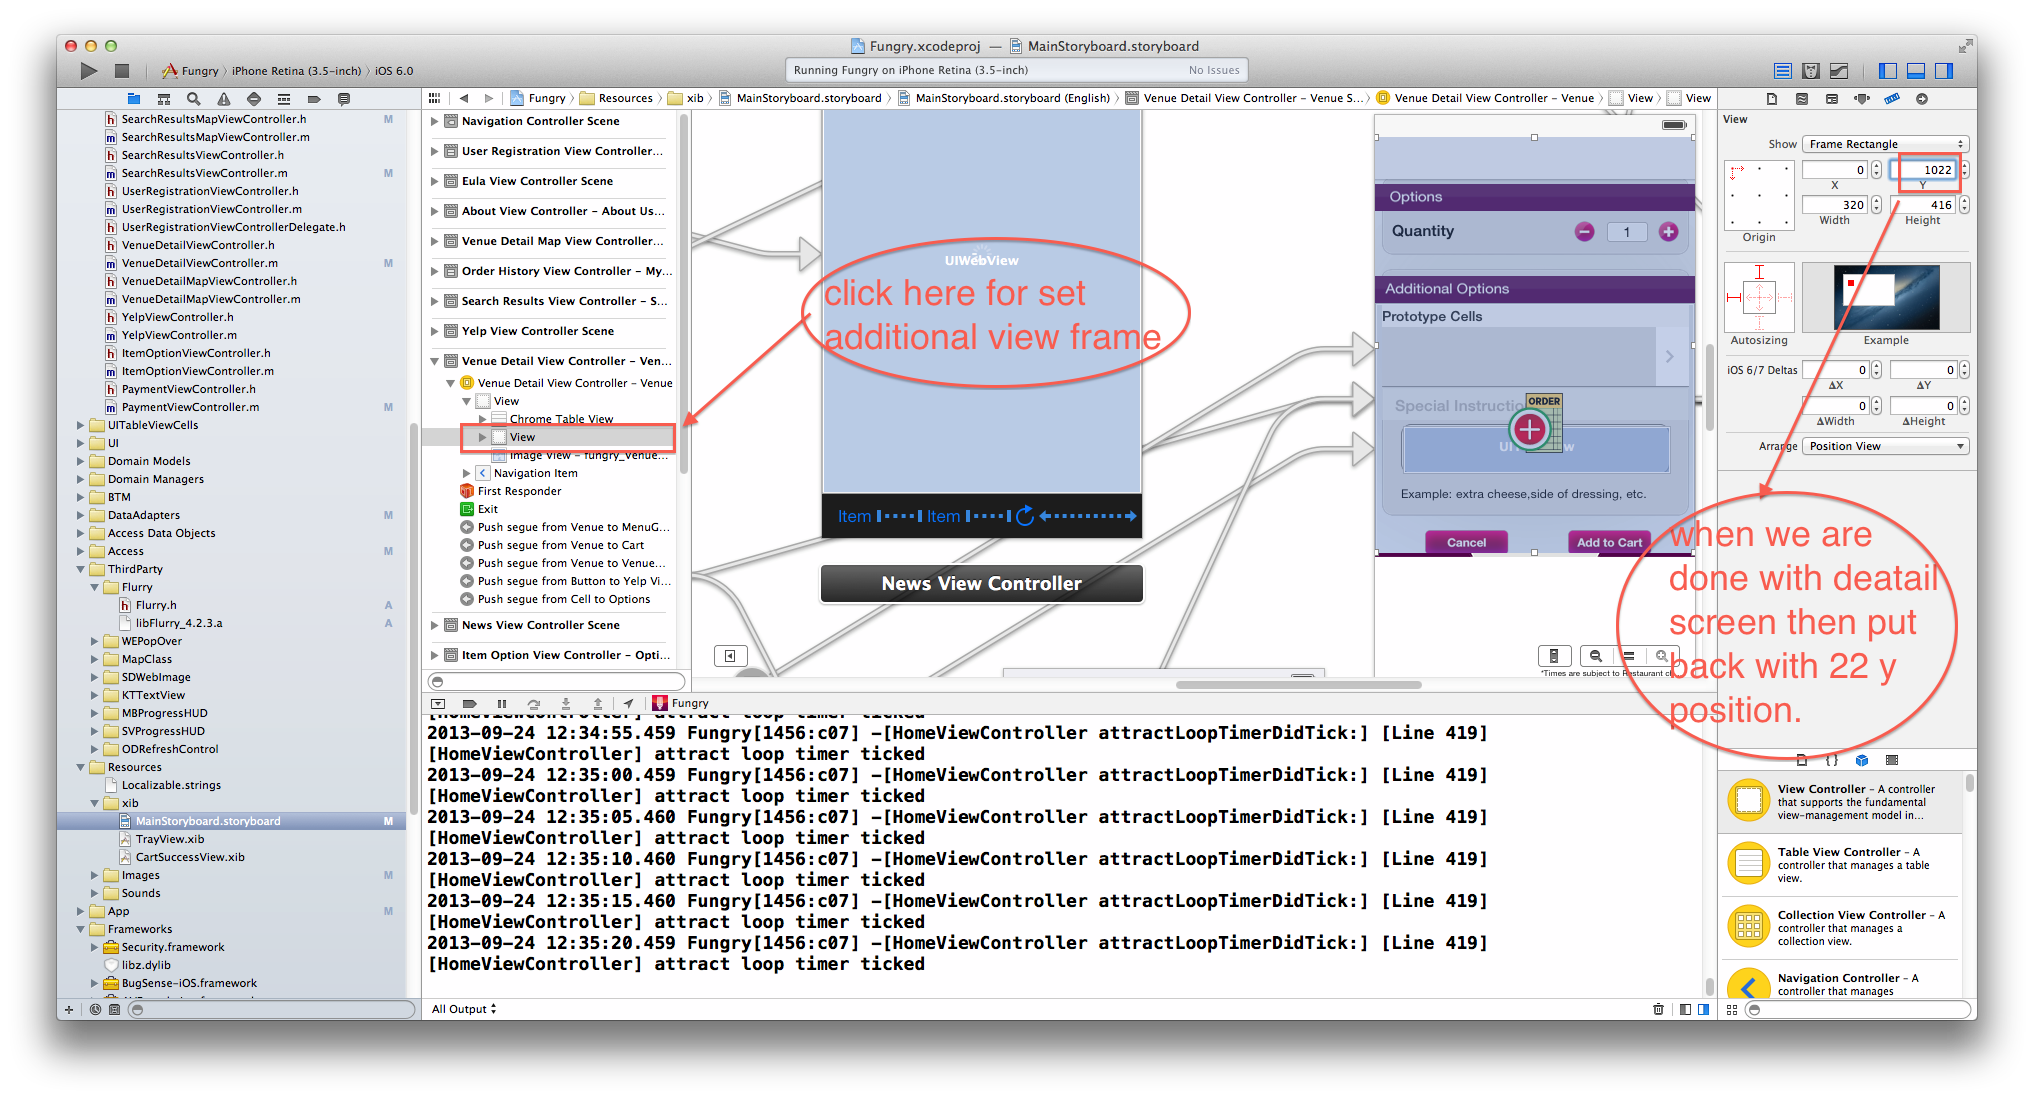 Fungry.xcodeproj — MainStoryboard.storyboard
Fungry › iPhone Retina (3.5-inch) › iOS 6.0
Running Fungry on iPhone Retina (3.5-inch) No Issues
Fungry › Resources › xib › MainStoryboard.storyboard › MainStoryboard.storyboard (English) › Venue Detail View Controller – Venue S... › Venue Detail View Controller – Venue › View › View
SearchResultsMapViewController.h M
SearchResultsMapViewController.m
SearchResultsViewController.h
SearchResultsViewController.m M
UserRegistrationViewController.h
UserRegistrationViewController.m
UserRegistrationViewControllerDelegate.h
VenueDetailViewController.h
VenueDetailViewController.m M
VenueDetailMapViewController.h
VenueDetailMapViewController.m
YelpViewController.h
YelpViewController.m
ItemOptionViewController.h
ItemOptionViewController.m
PaymentViewController.h
PaymentViewController.m M
UITableViewCells
UI
Domain Models
Domain Managers
BTM
DataAdapters M
Access Data Objects
Access M
ThirdParty
Flurry
Flurry.h A
libFlurry_4.2.3.a A
WEPopOver
MapClass
SDWebImage
KTTextView
MBProgressHUD
SVProgressHUD
ODRefreshControl
Resources
Localizable.strings
xib
MainStoryboard.storyboard M
TrayView.xib
CartSuccessView.xib
Images M
Sounds
App M
Frameworks
Security.framework
libz.dylib
BugSense-iOS.framework
Navigation Controller Scene
User Registration View Controller...
Eula View Controller Scene
About View Controller – About Us...
Venue Detail Map View Controller...
Order History View Controller – My...
Search Results View Controller – S...
Yelp View Controller Scene
Venue Detail View Controller – Ven...
Venue Detail View Controller – Venue
View
Chrome Table View
View
Image View – fungry_Venue...
Navigation Item
First Responder
Exit
Push segue from Venue to MenuG...
Push segue from Venue to Cart
Push segue from Venue to Venue...
Push segue from Button to Yelp Vi...
Push segue from Cell to Options
News View Controller Scene
Item Option View Controller – Opti...
UIWebView
click here for set
additional view frame
Item Item
News View Controller
Options
Quantity 1
Additional Options
Prototype Cells
Special Instruction
ORDER
Example: extra cheese,side of dressing, etc.
Cancel Add to Cart
*Times are subject to Restaurant
View
Show Frame Rectangle
0 1022
X Y
320 416
Width Height
Origin
Autosizing Example
iOS 6/7 Deltas 0 0
ΔX ΔY
0 0
ΔWidth ΔHeight
Arrange Position View
when we are
done with deatail
screen then put
back with 22 y
position.
Fungry
[HomeViewController] attract loop timer ticked
2013-09-24 12:34:55.459 Fungry[1456:c07] -[HomeViewController attractLoopTimerDidTick:] [Line 419]
[HomeViewController] attract loop timer ticked
2013-09-24 12:35:00.459 Fungry[1456:c07] -[HomeViewController attractLoopTimerDidTick:] [Line 419]
[HomeViewController] attract loop timer ticked
2013-09-24 12:35:05.460 Fungry[1456:c07] -[HomeViewController attractLoopTimerDidTick:] [Line 419]
[HomeViewController] attract loop timer ticked
2013-09-24 12:35:10.460 Fungry[1456:c07] -[HomeViewController attractLoopTimerDidTick:] [Line 419]
[HomeViewController] attract loop timer ticked
2013-09-24 12:35:15.460 Fungry[1456:c07] -[HomeViewController attractLoopTimerDidTick:] [Line 419]
[HomeViewController] attract loop timer ticked
2013-09-24 12:35:20.459 Fungry[1456:c07] -[HomeViewController attractLoopTimerDidTick:] [Line 419]
[HomeViewController] attract loop timer ticked
All Output
View Controller – A controller
that supports the fundamental
view-management model in...
Table View Controller – A
controller that manages a table
view.
Collection View Controller – A
controller that manages a
collection view.
Navigation Controller – A
controller that manages